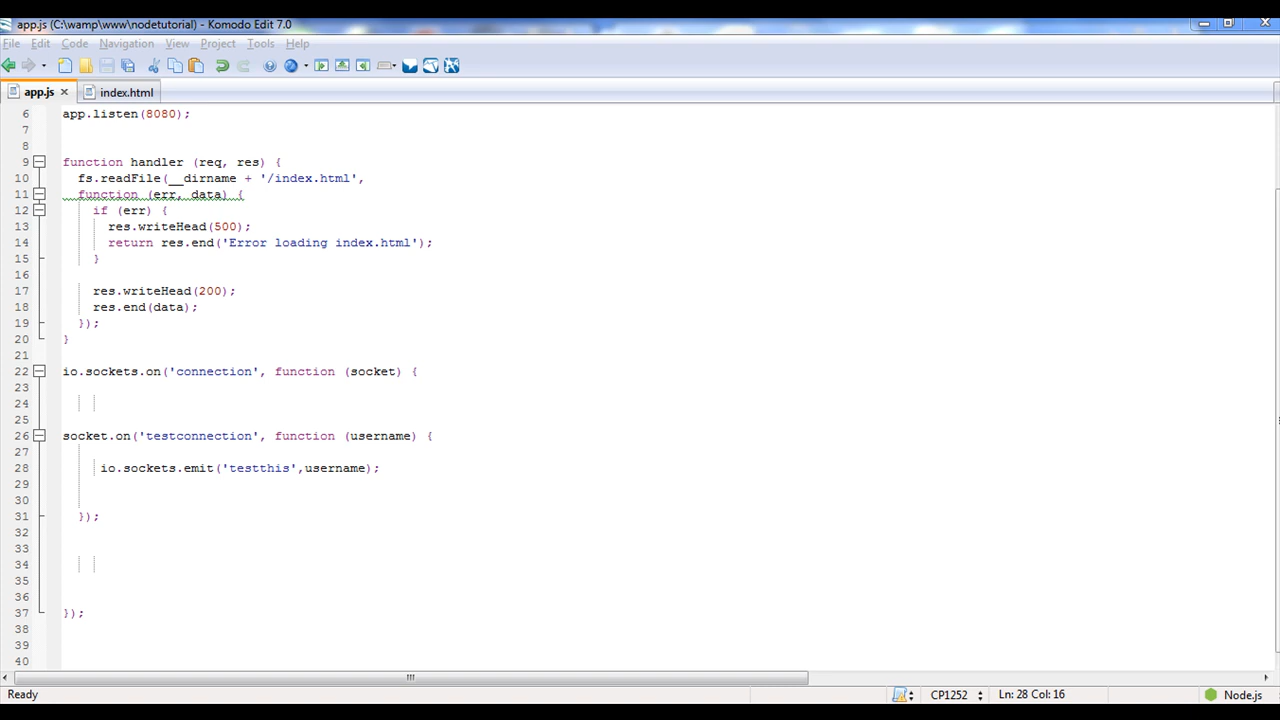 app.js (C:\wamp\www\nodetutorial) - Komodo Edit 7.0
File Edit Code Navigation View Project Tools Help
app.js index.html
6 app.listen(8080);
7
8
9 function handler (req, res) {
10 fs.readFile(__dirname + '/index.html',
11 function (err, data) {
12 if (err) {
13 res.writeHead(500);
14 return res.end('Error loading index.html');
15 }
16
17 res.writeHead(200);
18 res.end(data);
19 });
20 }
21
22 io.sockets.on('connection', function (socket) {
23
24
25
26 socket.on('testconnection', function (username) {
27
28 io.sockets.emit('testthis',username);
29
30
31 });
32
33
34
35
36
37 });
38
39
40
Ready CP1252 Ln: 28 Col: 16 Node.js